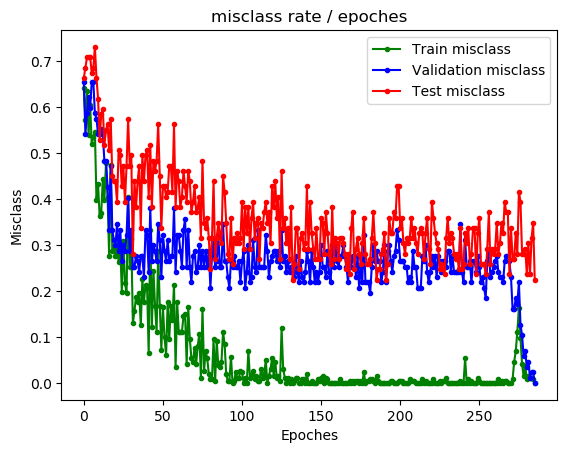 misclass rate / epoches
Train misclass
Validation misclass
Test misclass
Misclass
0.7
0.6
0.5
0.4
0.3
0.2
0.1
0.0
0 50 100 150 200 250
Epoches